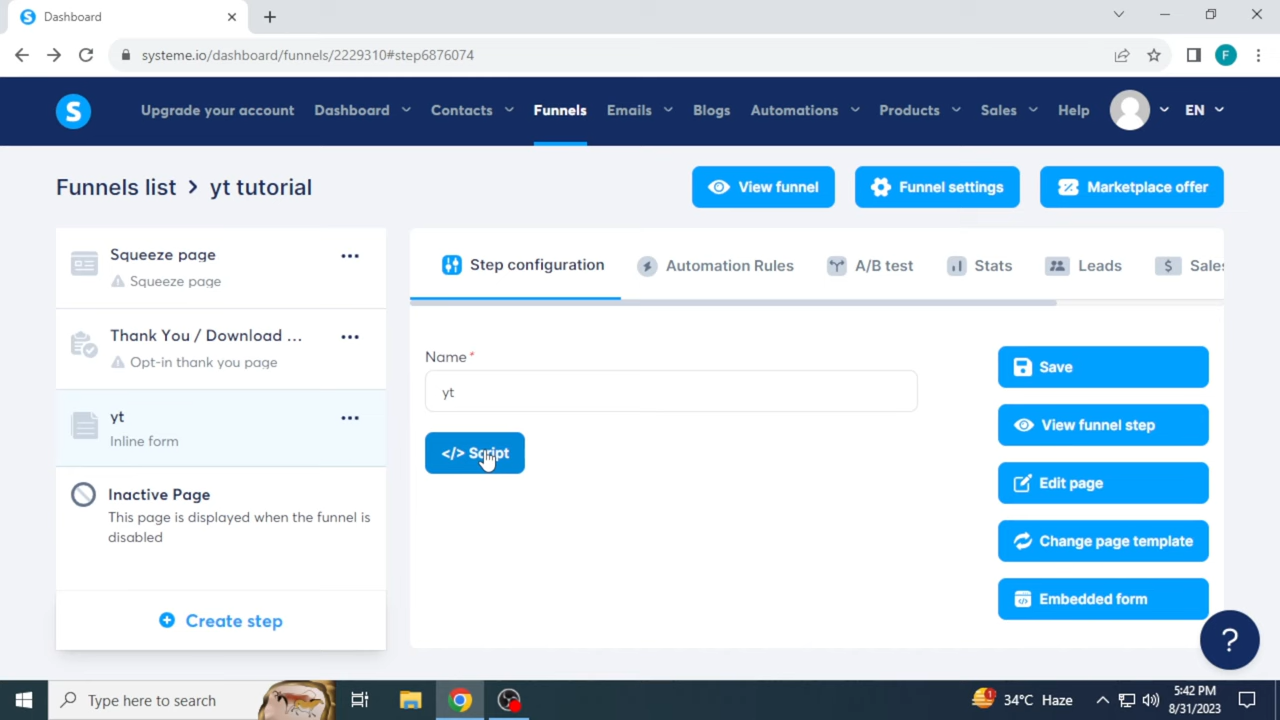 Dashboard
systeme.io/dashboard/funnels/2229310#step6876074
F
S
Upgrade your account Dashboard Contacts Funnels Emails Blogs Automations Products Sales Help EN
Funnels list > yt tutorial
View funnel Funnel settings Marketplace offer
Squeeze page
Squeeze page
Thank You / Download ...
Opt-in thank you page
yt
Inline form
Inactive Page
This page is displayed when the funnel is
disabled
Create step
Step configuration Automation Rules A/B test Stats Leads $ Sales
Name*
yt
</> Script
Save
View funnel step
Edit page
Change page template
Embedded form
?
Type here to search
1
34°C Haze
5:42 PM
8/31/2023